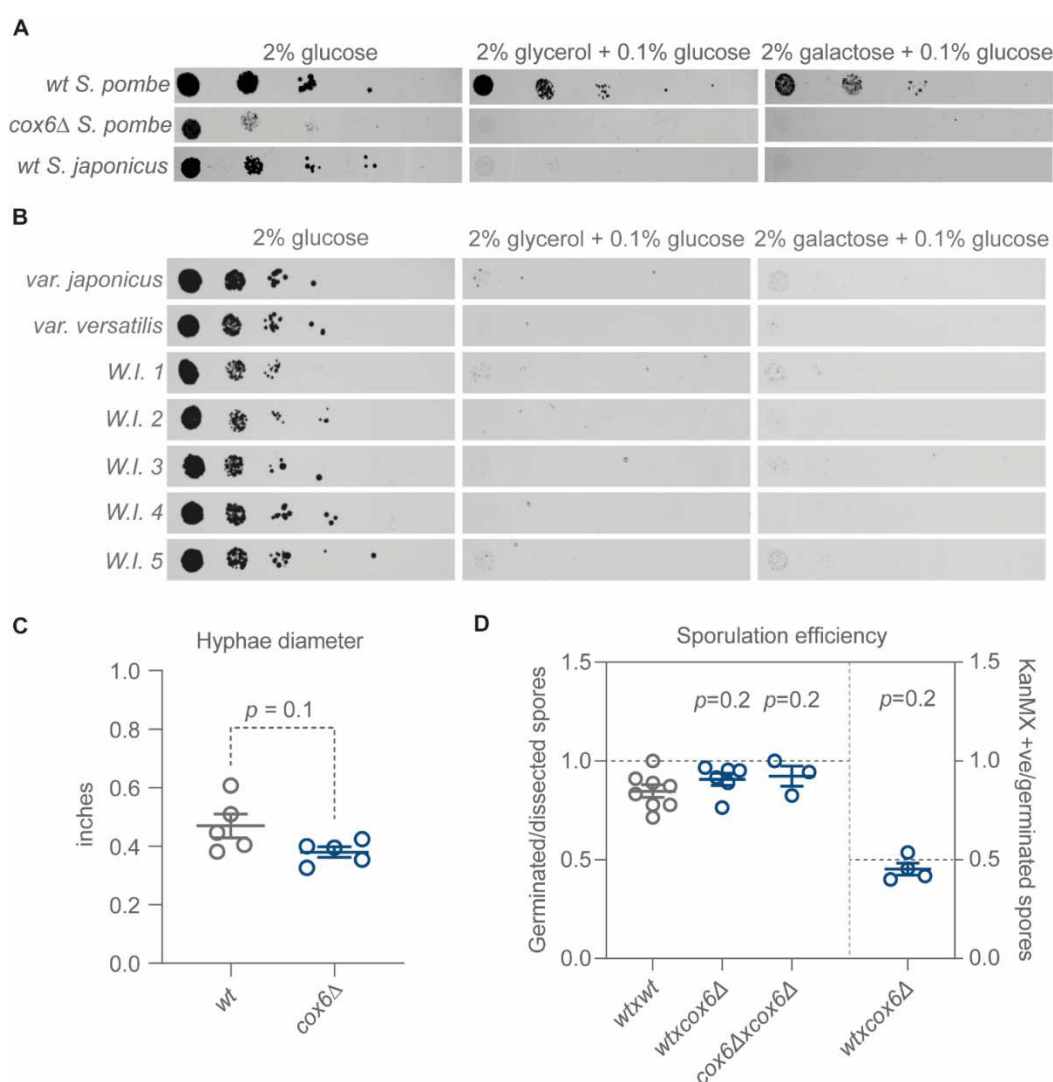 A
2% glucose
2% glycerol + 0.1% glucose
2% galactose + 0.1% glucose
wt S. pombe
cox6Δ S. pombe
wt S. japonicus
B
2% glucose
2% glycerol + 0.1% glucose
2% galactose + 0.1% glucose
var. japonicus
var. versatilis
W.I. 1
W.I. 2
W.I. 3
W.I. 4
W.I. 5
C
Hyphae diameter
1.0
0.8
0.6
0.4
0.2
0.0
inches
p = 0.1
wt
cox6Δ
D
Sporulation efficiency
1.5
1.0
0.5
0.0
Germinated/dissected spores
p=0.2
p=0.2
p=0.2
1.5
1.0
0.5
0.0
KanMX +ve/germinated spores
wtxwt
wtxcox6Δ
cox6Δxcox6Δ
wtxcox6Δ